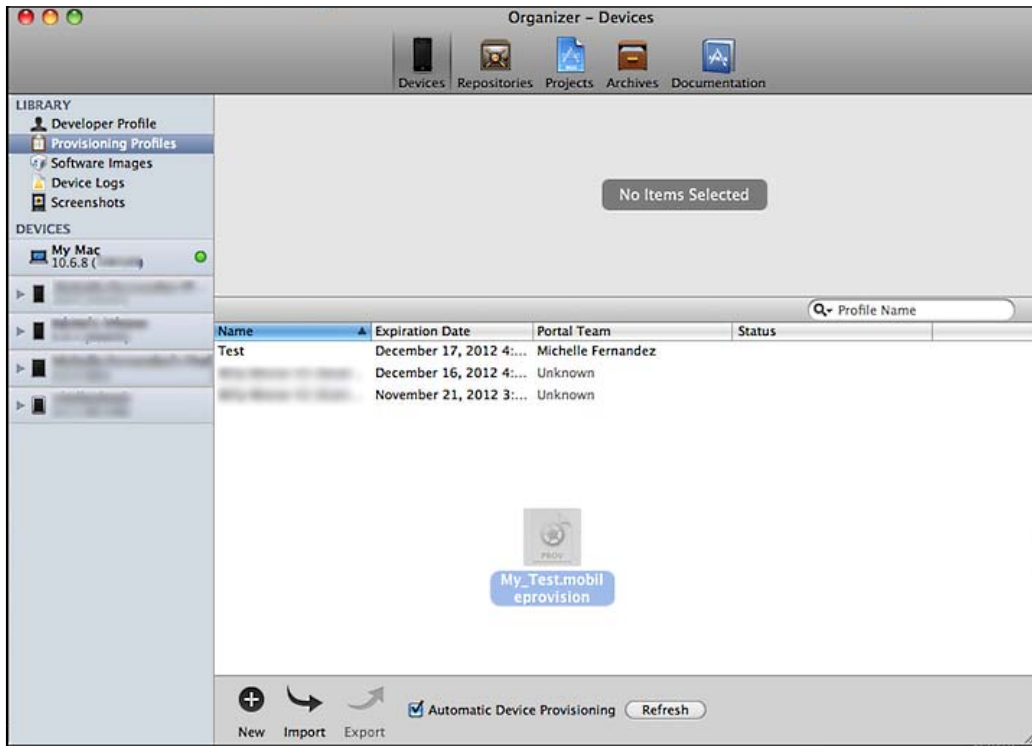 Organizer – Devices
Devices Repositories Projects Archives Documentation
LIBRARY
Developer Profile
Provisioning Profiles
Software Images
Device Logs
Screenshots
DEVICES
My Mac
10.6.8 ( )
No Items Selected
Profile Name
Name Expiration Date Portal Team Status
Test December 17, 2012 4:... Michelle Fernandez
December 16, 2012 4:... Unknown
November 21, 2012 3:... Unknown
PROV
My_Test.mobil
eprovision
New Import Export Automatic Device Provisioning Refresh